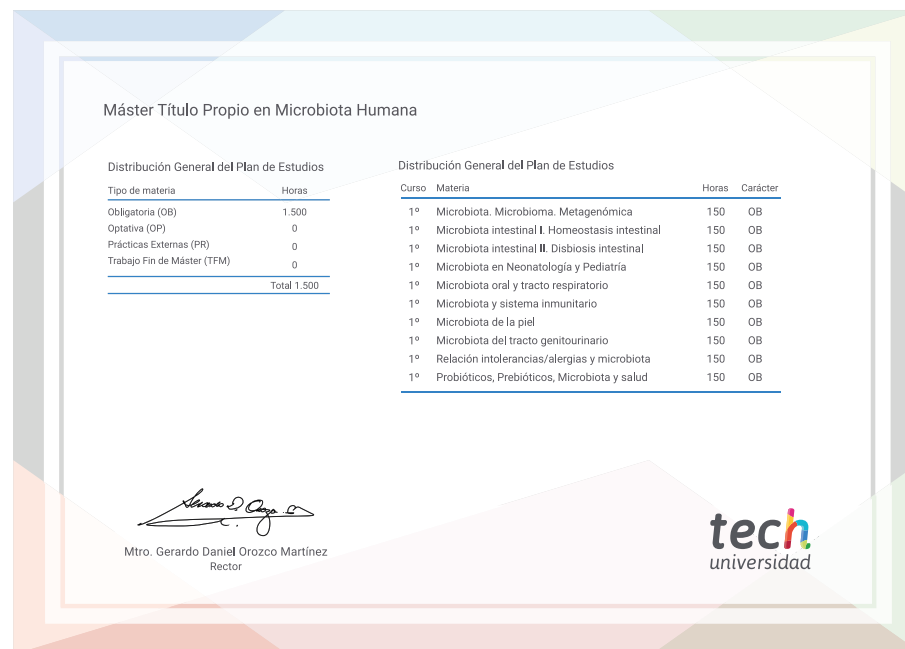 Máster Título Propio en Microbiota Humana
Distribución General del Plan de Estudios
Tipo de materia Horas
Obligatoria (OB) 1.500
Optativa (OP) 0
Prácticas Externas (PR) 0
Trabajo Fin de Máster (TFM) 0
Total 1.500
Distribución General del Plan de Estudios
Curso Materia Horas Carácter
1º Microbiota. Microbioma. Metagenómica 150 OB
1º Microbiota intestinal I. Homeostasis intestinal 150 OB
1º Microbiota intestinal II. Disbiosis intestinal 150 OB
1º Microbiota en Neonatología y Pediatría 150 OB
1º Microbiota oral y tracto respiratorio 150 OB
1º Microbiota y sistema inmunitario 150 OB
1º Microbiota de la piel 150 OB
1º Microbiota del tracto genitourinario 150 OB
1º Relación intolerancias/alergias y microbiota 150 OB
1º Probióticos, Prebióticos, Microbiota y salud 150 OB
Mtro. Gerardo Daniel Orozco Martínez
Rector
tech
universidad